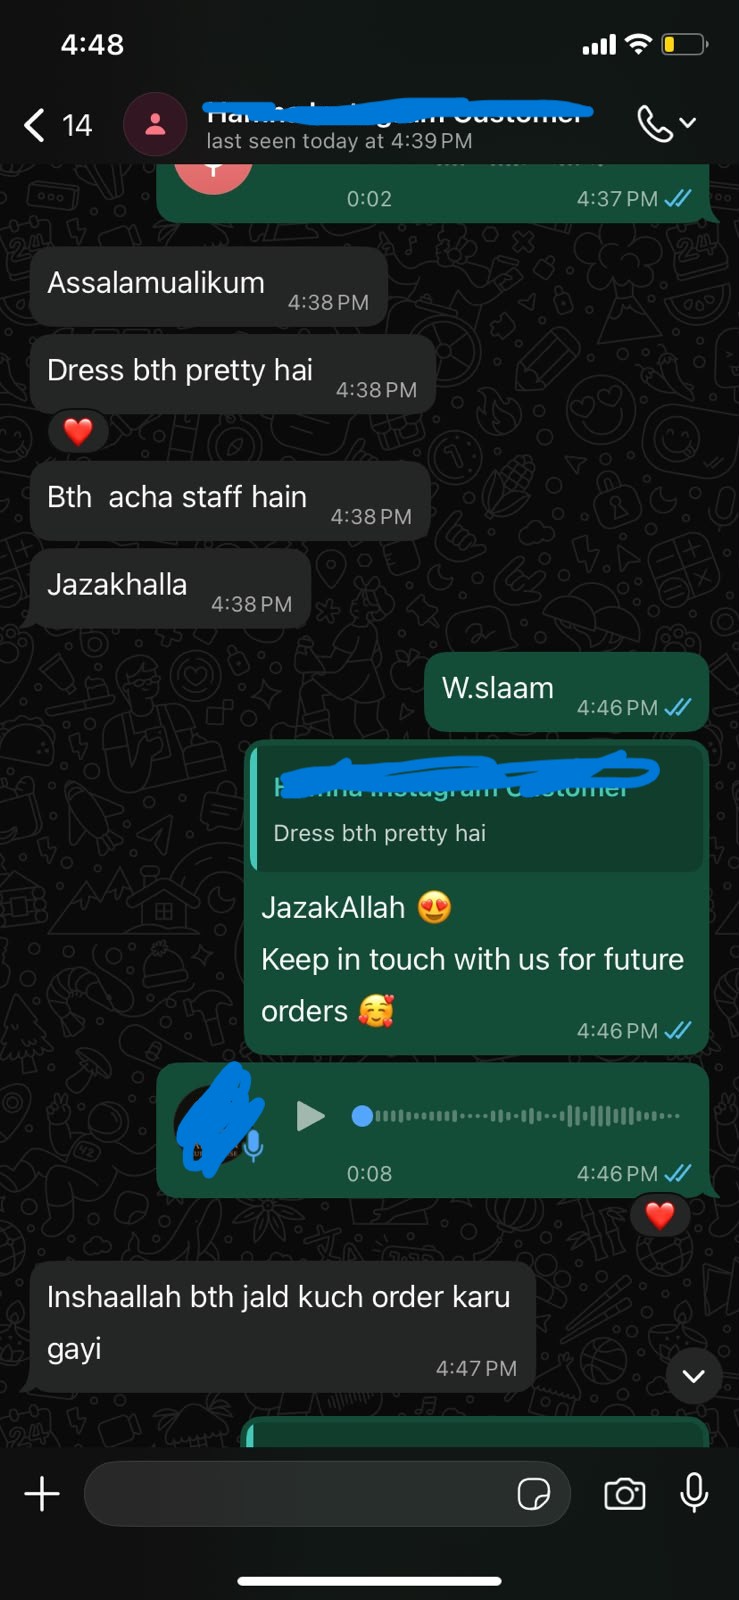 4:48
14
last seen today at 4:39 PM
0:02
4:37 PM
Assalamualikum
4:38 PM
Dress bth pretty hai
4:38 PM
❤️
Bth acha staff hain
4:38 PM
Jazakhalla
4:38 PM
W.slaam
4:46 PM
Dress bth pretty hai
JazakAllah 😍
Keep in touch with us for future
orders 🥰
4:46 PM
0:08
4:46 PM
❤️
Inshaallah bth jald kuch order karu
gayi
4:47 PM